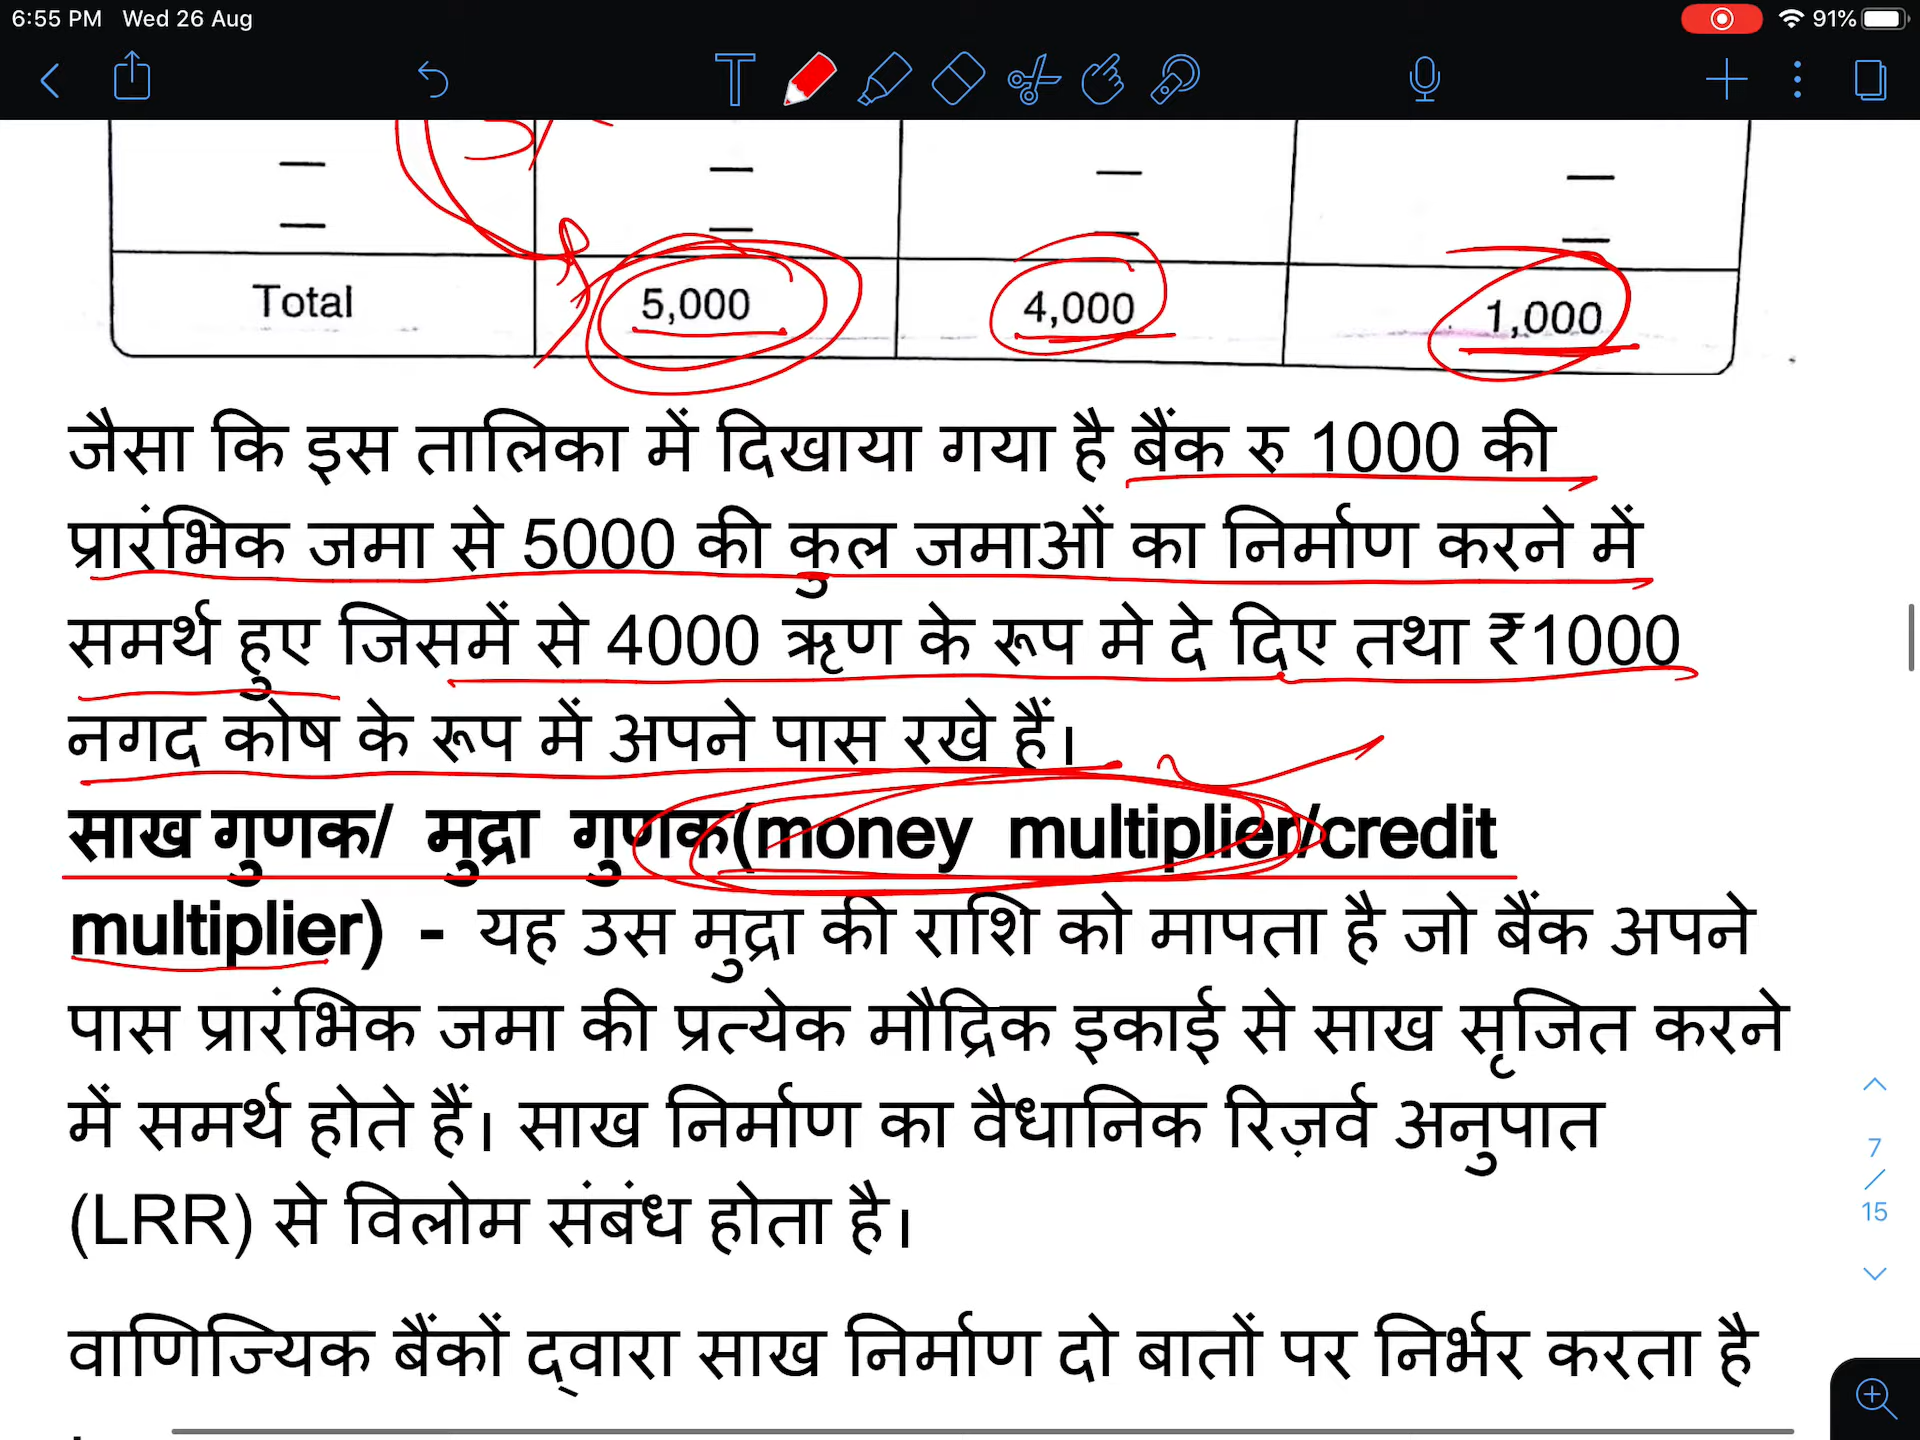 6:55 PM Wed 26 Aug 91%
Total 5,000 4,000 1,000
जैसा कि इस तालिका में दिखाया गया है बैंक रु 1000 की
प्रारंभिक जमा से 5000 की कुल जमाओं का निर्माण करने में
समर्थ हुए जिसमें से 4000 ऋण के रूप मे दे दिए तथा ₹1000
नगद कोष के रूप में अपने पास रखे हैं।
साख गुणक/ मुद्रा गुणक(money multiplier/credit
multiplier) - यह उस मुद्रा की राशि को मापता है जो बैंक अपने
पास प्रारंभिक जमा की प्रत्येक मौद्रिक इकाई से साख सृजित करने
में समर्थ होते हैं। साख निर्माण का वैधानिक रिज़र्व अनुपात
(LRR) से विलोम संबंध होता है।
वाणिज्यिक बैंकों द्वारा साख निर्माण दो बातों पर निर्भर करता है
7
/
15